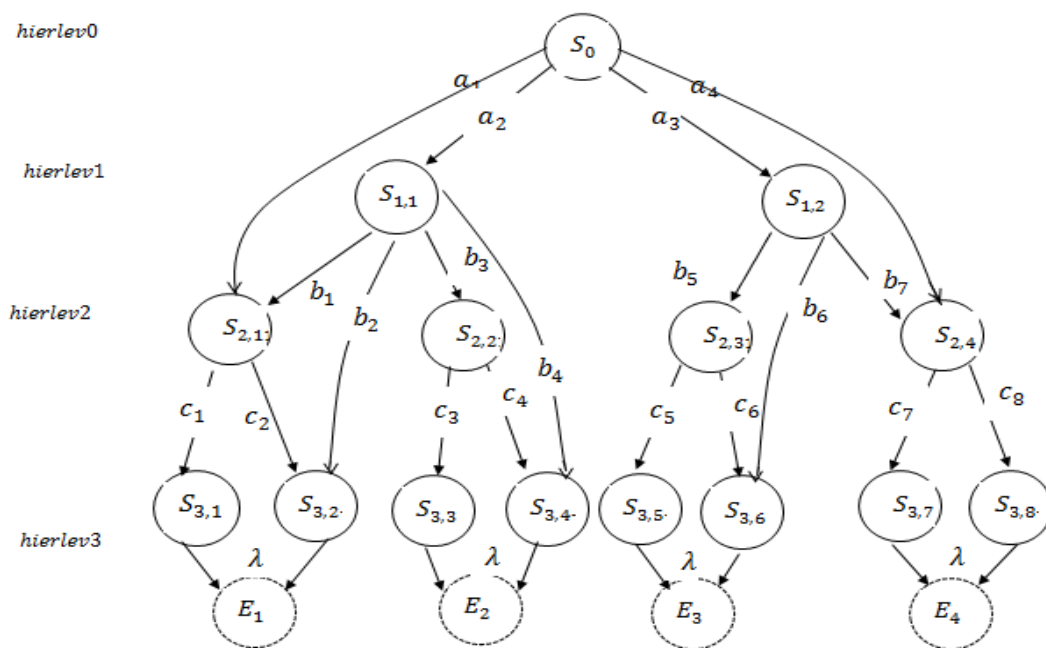 hierlev0
S₀
a₁
a₄
a₂
a₃
hierlev1
S₁,₁
S₁,₂
b₃
b₅
b₇
b₁
b₂
b₆
hierlev2
S₂,₁
S₂,₂
S₂,₃
S₂,₄
b₄
c₁
c₂
c₃
c₄
c₅
c₆
c₇
c₈
S₃,₁
S₃,₂
S₃,₃
S₃,₄
S₃,₅
S₃,₆
S₃,₇
S₃,₈
hierlev3
λ
λ
λ
λ
E₁
E₂
E₃
E₄